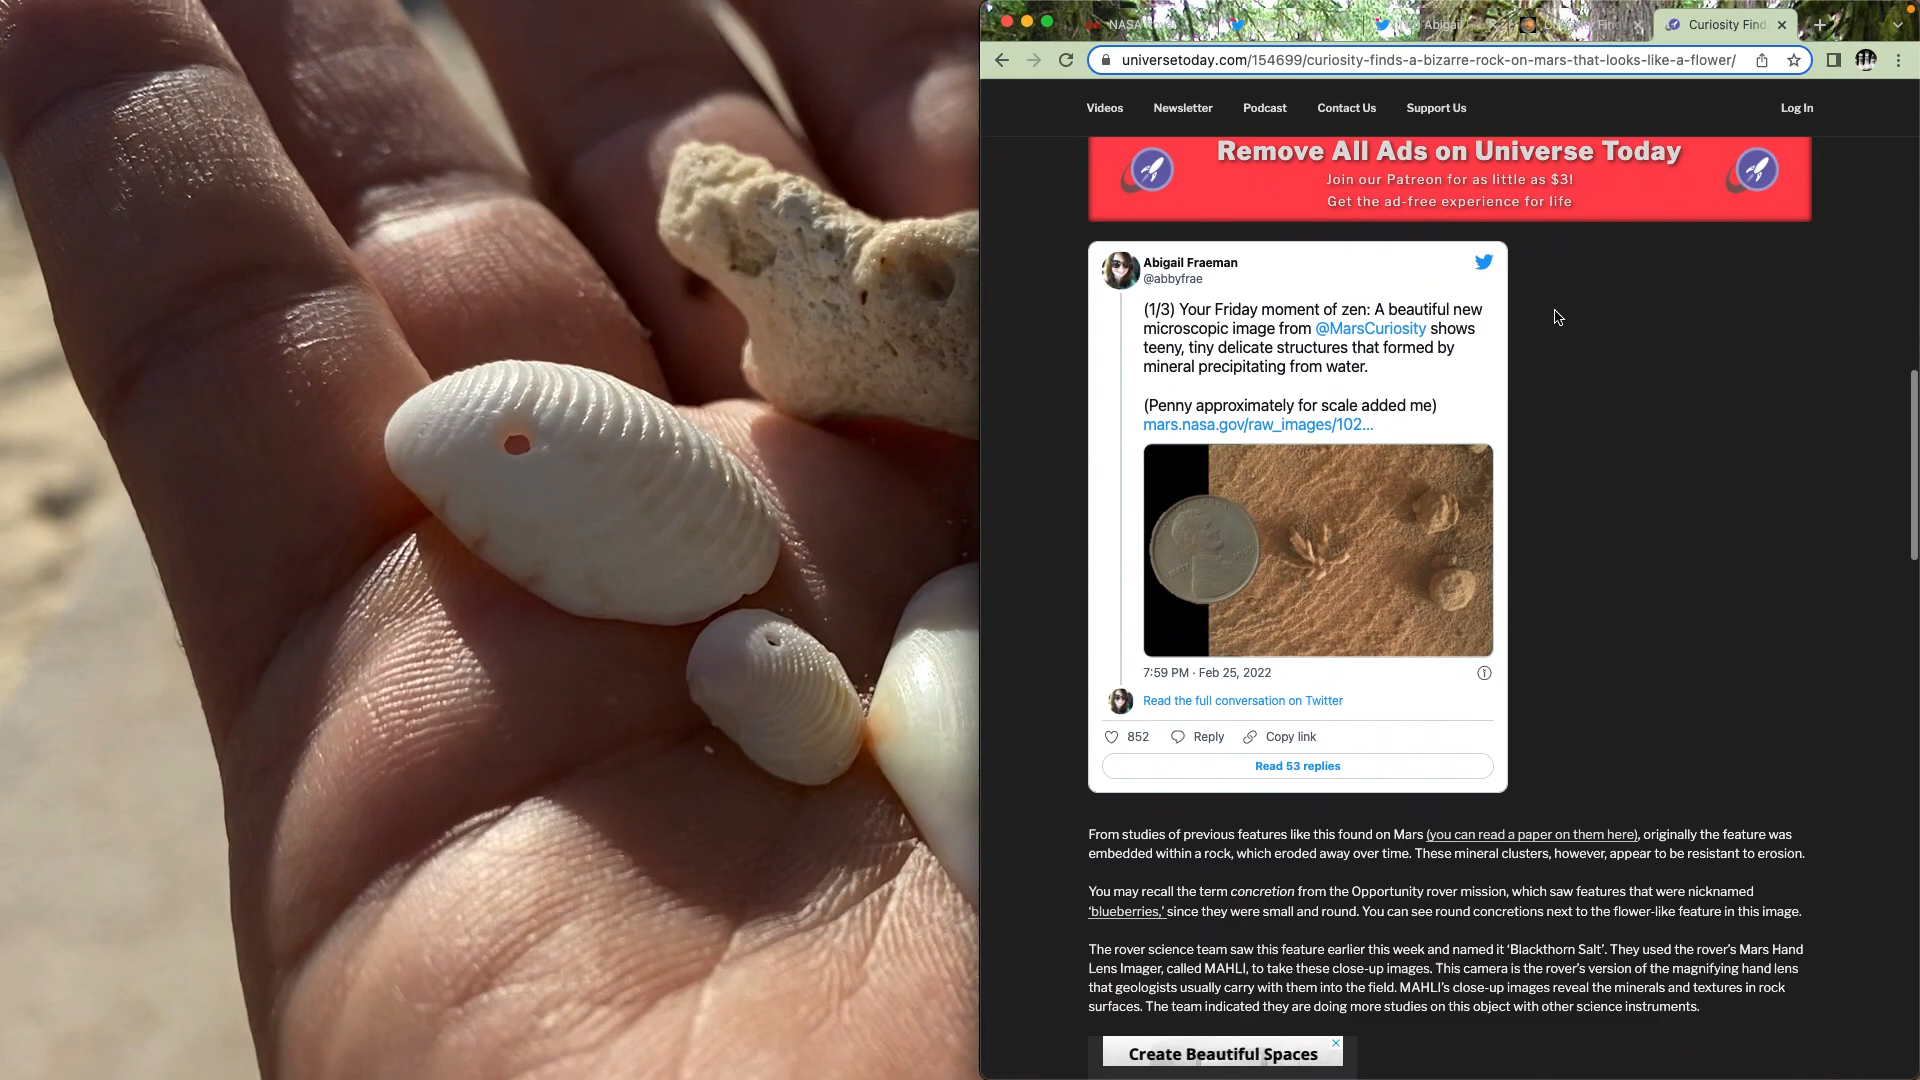 NASA
Abigail
Curiosity Fin
Curiosity Find
universetoday.com/154699/curiosity-finds-a-bizarre-rock-on-mars-that-looks-like-a-flower/
Videos Newsletter Podcast Contact Us Support Us Log In
Remove All Ads on Universe Today
Join our Patreon for as little as $3!
Get the ad-free experience for life
Abigail Fraeman
@abbyfrae
(1/3) Your Friday moment of zen: A beautiful new
microscopic image from @MarsCuriosity shows
teeny, tiny delicate structures that formed by
mineral precipitating from water.
(Penny approximately for scale added me)
mars.nasa.gov/raw_images/102...
7:59 PM · Feb 25, 2022
Read the full conversation on Twitter
852 Reply Copy link
Read 53 replies
From studies of previous features like this found on Mars (you can read a paper on them here), originally the feature was
embedded within a rock, which eroded away over time. These mineral clusters, however, appear to be resistant to erosion.
You may recall the term concretion from the Opportunity rover mission, which saw features that were nicknamed
‘blueberries,’ since they were small and round. You can see round concretions next to the flower-like feature in this image.
The rover science team saw this feature earlier this week and named it ‘Blackthorn Salt’. They used the rover’s Mars Hand
Lens Imager, called MAHLI, to take these close-up images. This camera is the rover’s version of the magnifying hand lens
that geologists usually carry with them into the field. MAHLI’s close-up images reveal the minerals and textures in rock
surfaces. The team indicated they are doing more studies on this object with other science instruments.
Create Beautiful Spaces